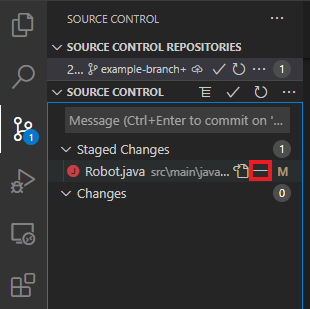 SOURCE CONTROL
SOURCE CONTROL REPOSITORIES
2... example-branch+ 1
SOURCE CONTROL
Message (Ctrl+Enter to commit on '...
Staged Changes 1
Robot.java src\main\java... M
Changes 0
1